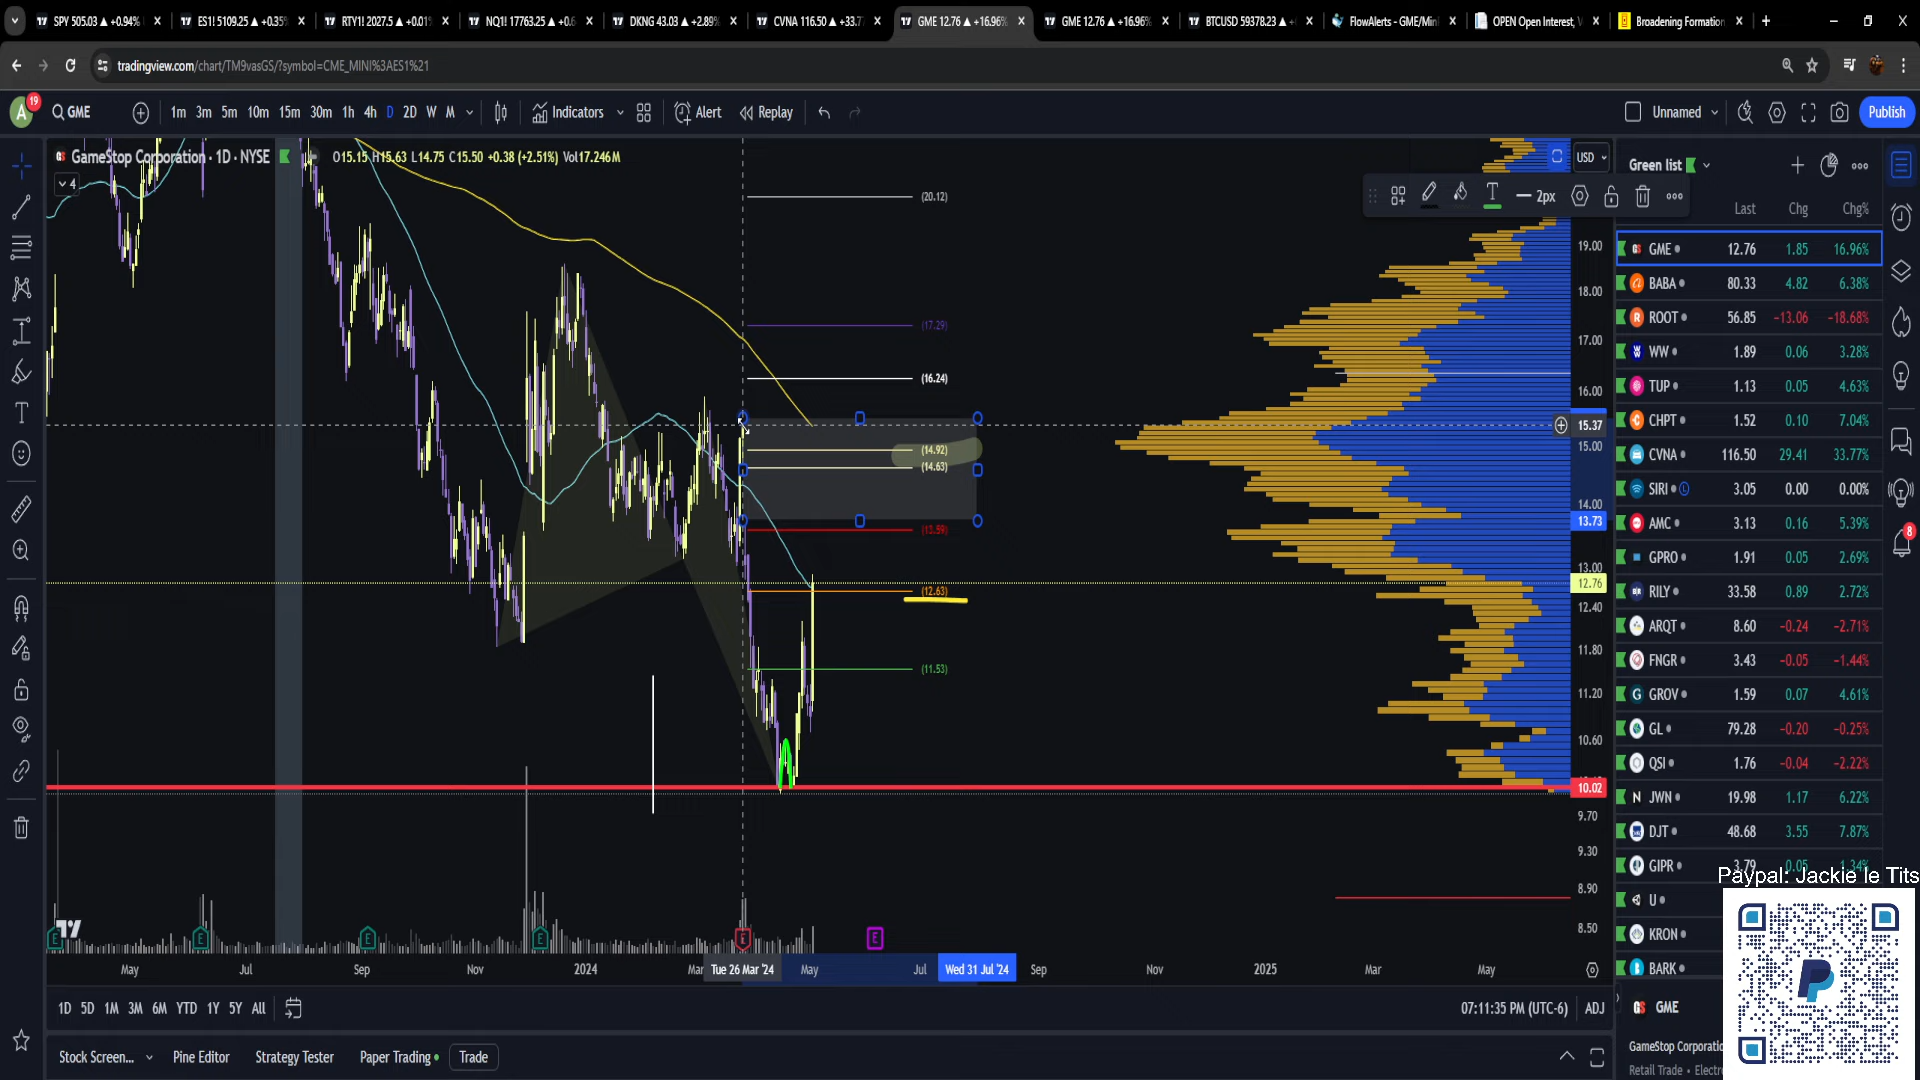 SPY 505.03 ▲ +0.94%
ES1! 5109.25 ▲ +0.35%
RTY1! 2027.5 ▲ +0.01
NQ1! 17763.25 ▲ +0.
DKNG 43.03 ▲ +2.89%
CVNA 116.50 ▲ +33.7
GME 12.76 ▲ +16.96%
GME 12.76 ▲ +16.96%
BTCUSD 59378.23 ▲
FlowAlerts - GME/Mini
OPEN Open Interest, V
Broadening Formation
tradingview.com/chart/TM9vasGS/?symbol=CME_MINI%3AES1%21
A 19 GME 1m 3m 5m 10m 15m 30m 1h 4h D 2D W M Indicators Alert Replay Unnamed Publish
GameStop Corporation · 1D · NYSE O15.15 H15.63 L14.75 C15.50 +0.38 (+2.51%) Vol17.246M
4
USD
T 2px
(20.12)
(17.29)
(16.24)
(14.92)
(14.63)
(13.59)
(12.63)
(11.53)
19.00
18.00
17.00
16.00
15.37
15.00
14.00
13.73
13.00
12.76
12.40
11.80
11.20
10.60
10.02
9.70
9.30
8.90
8.50
E E E E E E
May Jul Sep Nov 2024 Mar Tue 26 Mar '24 May Jul Wed 31 Jul '24 Sep Nov 2025 Mar May
1D 5D 1M 3M 6M YTD 1Y 5Y All
07:11:35 PM (UTC-6) ADJ
Stock Screen... Pine Editor Strategy Tester Paper Trading Trade
Green list
Last Chg Chg%
GME 12.76 1.85 16.96%
BABA 80.33 4.82 6.38%
ROOT 56.85 −13.06 −18.68%
WW 1.89 0.06 3.28%
TUP 1.13 0.05 4.63%
CHPT 1.52 0.10 7.04%
CVNA 116.50 29.41 33.77%
SIRI 3.05 0.00 0.00%
AMC 3.13 0.16 5.39%
GPRO 1.91 0.05 2.69%
RILY 33.58 0.89 2.72%
ARQT 8.60 −0.24 −2.71%
FNGR 3.43 −0.05 −1.44%
GROV 1.59 0.07 4.61%
GL 79.28 −0.20 −0.25%
QSI 1.76 −0.04 −2.22%
JWN 19.98 1.17 6.22%
DJT 48.68 3.55 7.87%
GIPR 3.79 0.05 1.34%
Paypal: Jackie le Tits
U
KRON
BARK
GME
GameStop Corporatio
Retail Trade • Electro
8